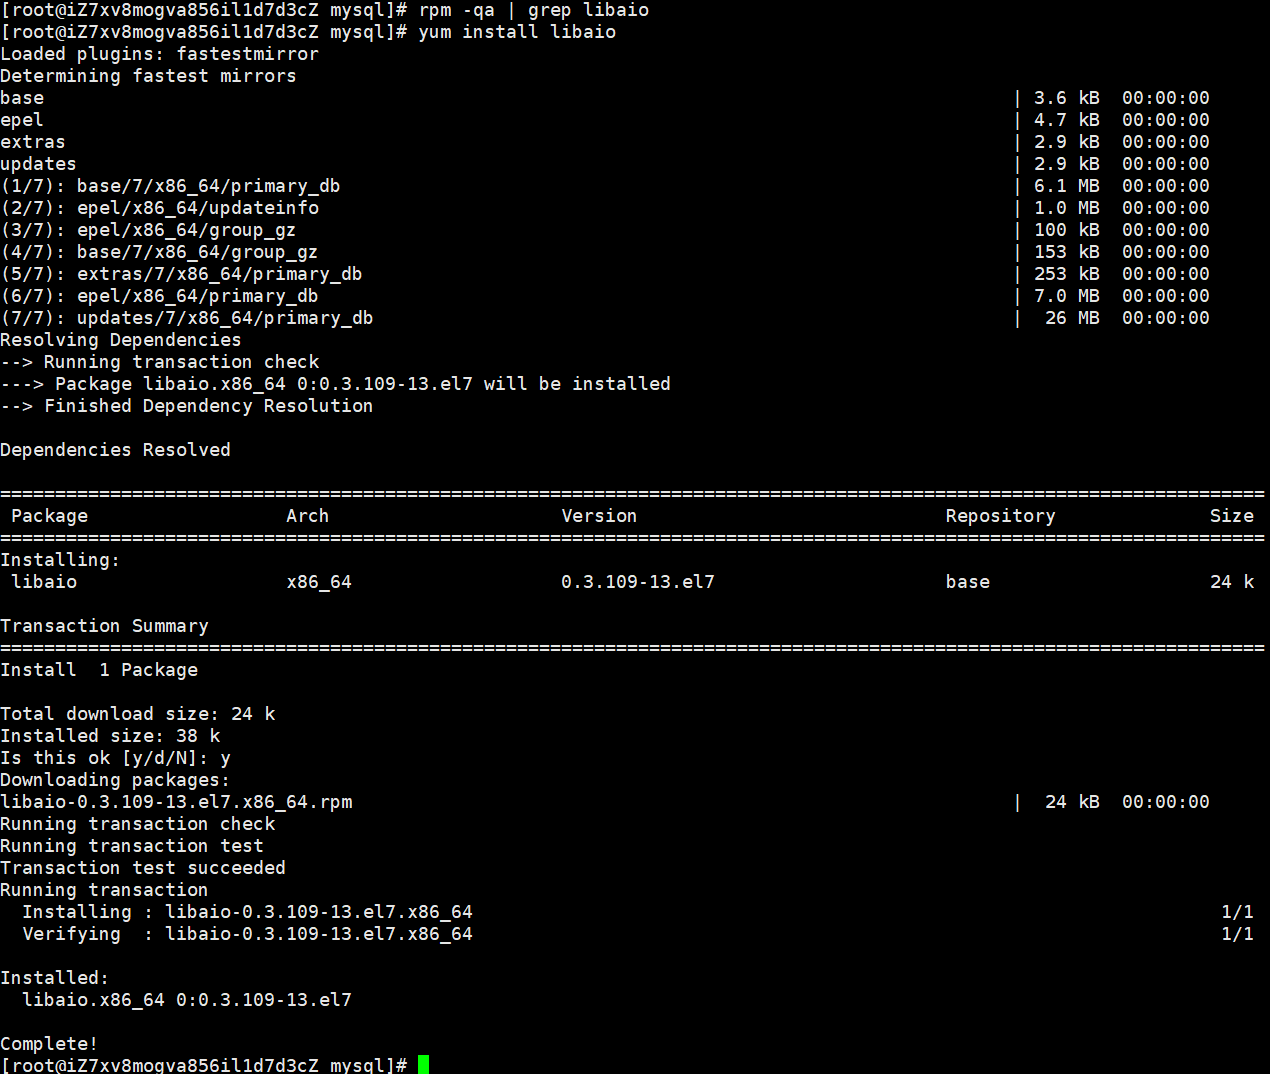 [root@iZ7xv8mogva856il1d7d3cZ mysql]# rpm -qa | grep libaio
[root@iZ7xv8mogva856il1d7d3cZ mysql]# yum install libaio
Loaded plugins: fastestmirror
Determining fastest mirrors
base | 3.6 kB 00:00:00
epel | 4.7 kB 00:00:00
extras | 2.9 kB 00:00:00
updates | 2.9 kB 00:00:00
(1/7): base/7/x86_64/primary_db | 6.1 MB 00:00:00
(2/7): epel/x86_64/updateinfo | 1.0 MB 00:00:00
(3/7): epel/x86_64/group_gz | 100 kB 00:00:00
(4/7): base/7/x86_64/group_gz | 153 kB 00:00:00
(5/7): extras/7/x86_64/primary_db | 253 kB 00:00:00
(6/7): epel/x86_64/primary_db | 7.0 MB 00:00:00
(7/7): updates/7/x86_64/primary_db | 26 MB 00:00:00
Resolving Dependencies
--> Running transaction check
---> Package libaio.x86_64 0:0.3.109-13.el7 will be installed
--> Finished Dependency Resolution
Dependencies Resolved
===================================================================================================================
Package Arch Version Repository Size
===================================================================================================================
Installing:
libaio x86_64 0.3.109-13.el7 base 24 k
Transaction Summary
===================================================================================================================
Install 1 Package
Total download size: 24 k
Installed size: 38 k
Is this ok [y/d/N]: y
Downloading packages:
libaio-0.3.109-13.el7.x86_64.rpm | 24 kB 00:00:00
Running transaction check
Running transaction test
Transaction test succeeded
Running transaction
Installing : libaio-0.3.109-13.el7.x86_64 1/1
Verifying : libaio-0.3.109-13.el7.x86_64 1/1
Installed:
libaio.x86_64 0:0.3.109-13.el7
Complete!
[root@iZ7xv8mogva856il1d7d3cZ mysql]#